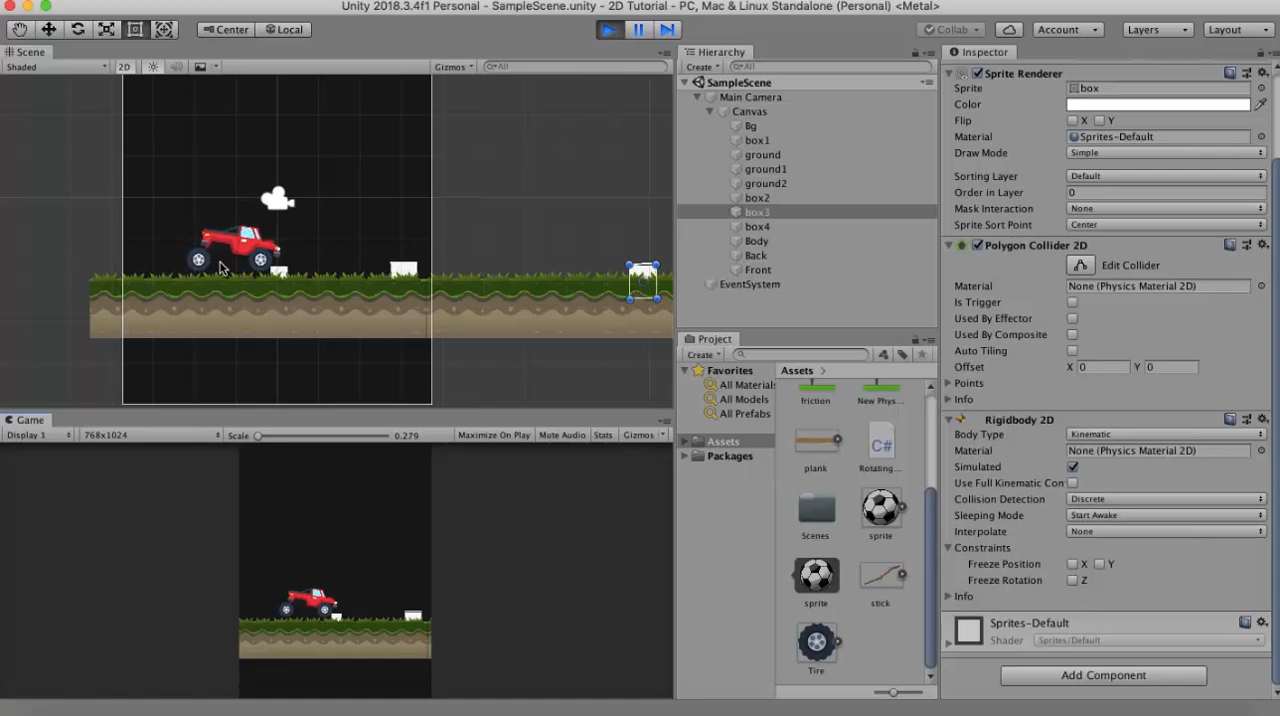 Unity 2018.3.4f1 Personal - SampleScene.unity - 2D Tutorial - PC, Mac & Linux Standalone (Personal) <Metal>
Center Local Collab Account Layers Layout
Scene
Shaded 2D Gizmos All
Hierarchy
Create All
SampleScene
Main Camera
Canvas
Bg
box1
ground
ground1
ground2
box2
box3
box4
Body
Back
Front
EventSystem
Inspector
Sprite Renderer
Sprite box
Color
Flip X Y
Material Sprites-Default
Draw Mode Simple
Sorting Layer Default
Order in Layer 0
Mask Interaction None
Sprite Sort Point Center
Polygon Collider 2D
Edit Collider
Material None (Physics Material 2D)
Is Trigger
Used By Effector
Used By Composite
Auto Tiling
Offset X 0 Y 0
Points
Info
Rigidbody 2D
Body Type Kinematic
Material None (Physics Material 2D)
Simulated
Use Full Kinematic Con
Collision Detection Discrete
Sleeping Mode Start Awake
Interpolate None
Constraints
Freeze Position X Y
Freeze Rotation Z
Info
Sprites-Default
Shader Sprites/Default
Add Component
Project
Create
Favorites
All Materials
All Models
All Prefabs
Assets
Packages
Assets
friction New Phys...
plank Rotating...
Scenes sprite
sprite stick
Tire
Game
Display 1 768x1024 Scale 0.279 Maximize On Play Mute Audio Stats Gizmos
C#